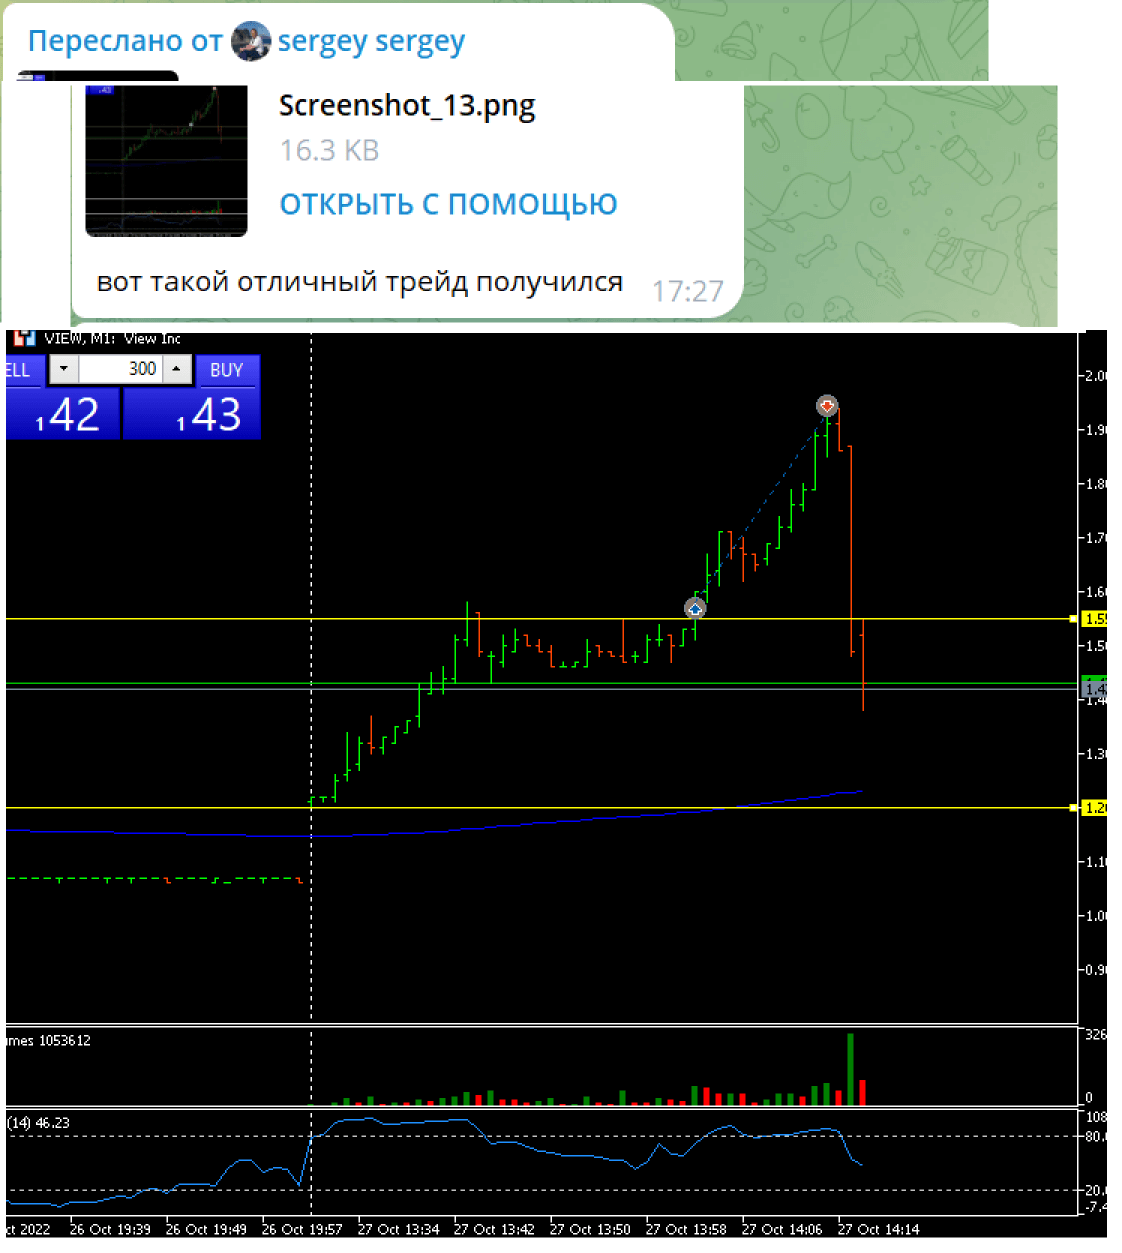 Переслано от sergey sergey
Screenshot_13.png
16.3 KB
ОТКРЫТЬ С ПОМОЩЬЮ
вот такой отличный трейд получился 17:27
VIEW, M1: View Inc
ELL 300 BUY
1 42 1 43
2.0
1.9
1.8
1.7
1.6
1.5
1.5
1.4
1.4
1.3
1.2
1.1
1.0
0.9
umes 1053612
326
0
(14) 46.23
108
80.
20.
-7.4
ct 2022 26 Oct 19:39 26 Oct 19:49 26 Oct 19:57 27 Oct 13:34 27 Oct 13:42 27 Oct 13:50 27 Oct 13:58 27 Oct 14:06 27 Oct 14:14